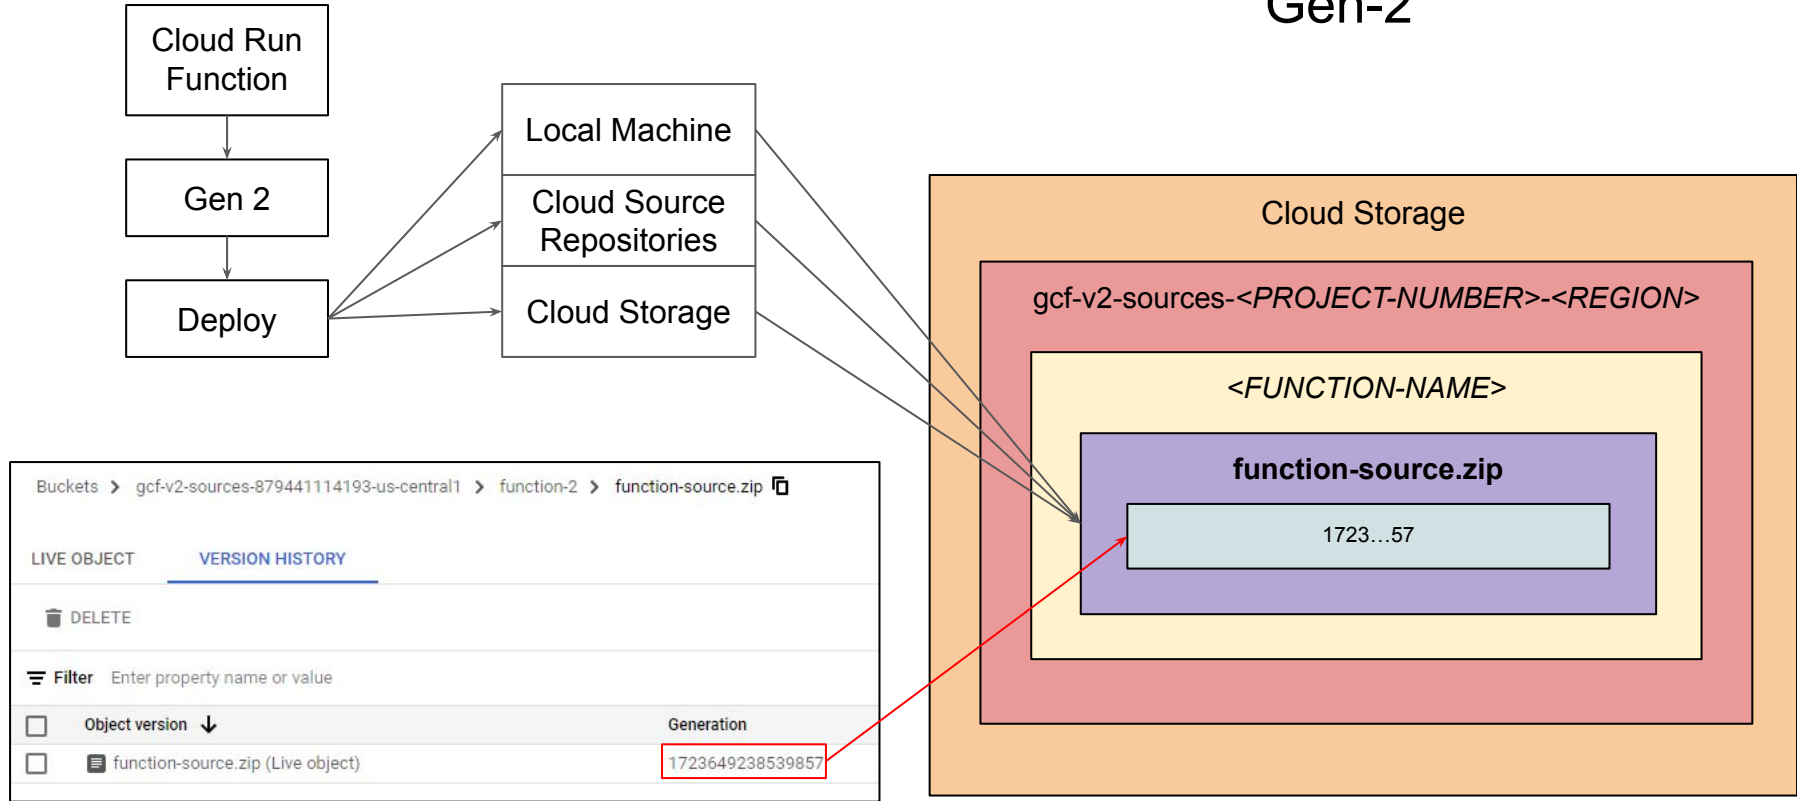 Gen-2
Cloud Run
Function
Gen 2
Deploy
Local Machine
Cloud Source
Repositories
Cloud Storage
Cloud Storage
gcf-v2-sources-<PROJECT-NUMBER>-<REGION>
<FUNCTION-NAME>
function-source.zip
1723...57
Buckets > gcf-v2-sources-879441114193-us-central1 > function-2 > function-source.zip
LIVE OBJECT VERSION HISTORY
DELETE
Filter Enter property name or value
Object version Generation
function-source.zip (Live object) 1723649238539857